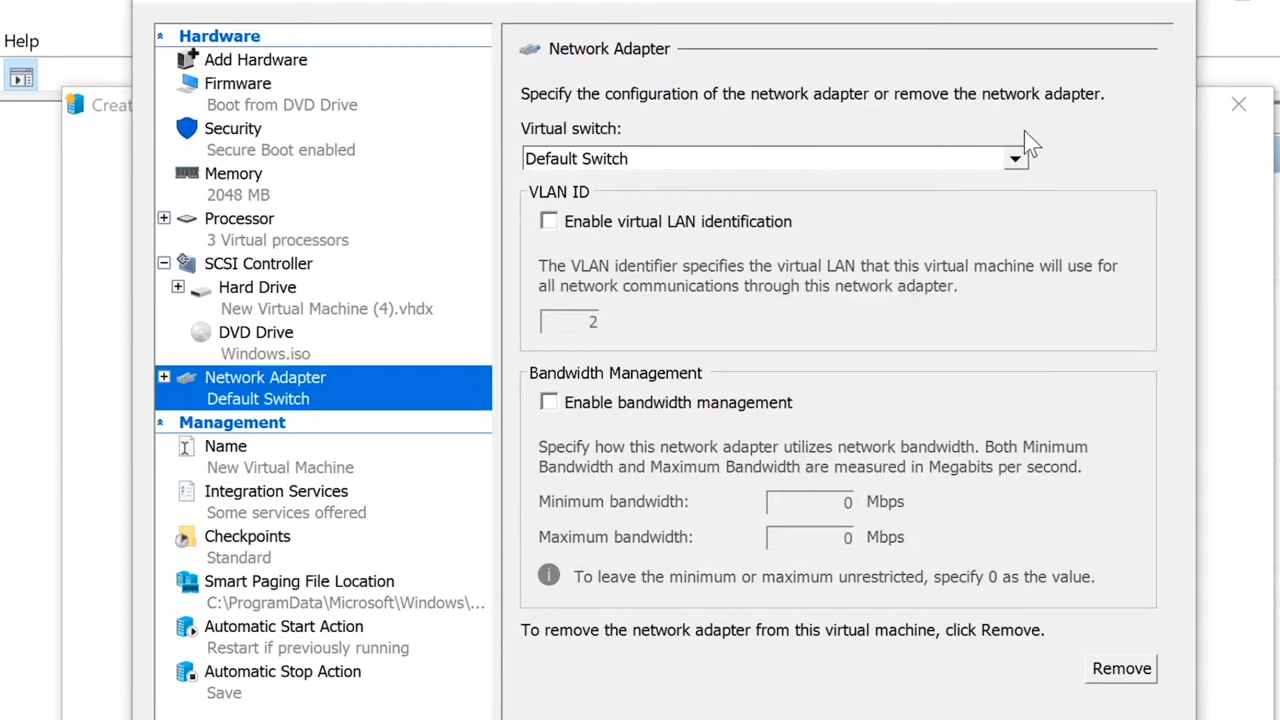 Help
Creat
Hardware
Add Hardware
Firmware
Boot from DVD Drive
Security
Secure Boot enabled
Memory
2048 MB
Processor
3 Virtual processors
SCSI Controller
Hard Drive
New Virtual Machine (4).vhdx
DVD Drive
Windows.iso
Network Adapter
Default Switch
Management
Name
New Virtual Machine
Integration Services
Some services offered
Checkpoints
Standard
Smart Paging File Location
C:\ProgramData\Microsoft\Windows\...
Automatic Start Action
Restart if previously running
Automatic Stop Action
Save
Network Adapter
Specify the configuration of the network adapter or remove the network adapter.
Virtual switch:
Default Switch
VLAN ID
Enable virtual LAN identification
The VLAN identifier specifies the virtual LAN that this virtual machine will use for
all network communications through this network adapter.
2
Bandwidth Management
Enable bandwidth management
Specify how this network adapter utilizes network bandwidth. Both Minimum
Bandwidth and Maximum Bandwidth are measured in Megabits per second.
Minimum bandwidth: 0 Mbps
Maximum bandwidth: 0 Mbps
To leave the minimum or maximum unrestricted, specify 0 as the value.
To remove the network adapter from this virtual machine, click Remove.
Remove